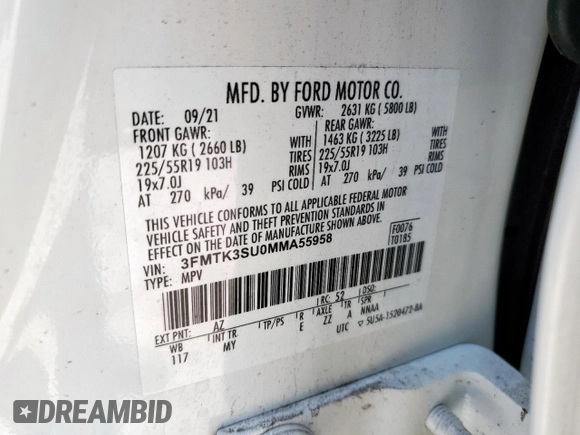 MFD. BY FORD MOTOR CO.
DATE: 09/21 GVWR: 2631 KG ( 5800 LB)
FRONT GAWR: REAR GAWR:
1207 KG ( 2660 LB) WITH 1463 KG ( 3225 LB) WITH
225/55R19 103H TIRES 225/55R19 103H TIRES
19x7.0J RIMS 19x7.0J RIMS
AT 270 kPa/ 39 PSI COLD AT 270 kPa/ 39 PSI COLD
THIS VEHICLE CONFORMS TO ALL APPLICABLE FEDERAL MOTOR
VEHICLE SAFETY AND THEFT PREVENTION STANDARDS IN
EFFECT ON THE DATE OF MANUFACTURE SHOWN ABOVE.
F0076
T0185
VIN: 3FMTK3SU0MMA55958
TYPE: MPV
EXT PNT: AZ RC: 52 DSO:
WB INT TR TP/PS R AXLE TR SPR
117 MY E ZZ A NNAA
UTC ▽ 5U5A-1520472-BA
DREAMBID